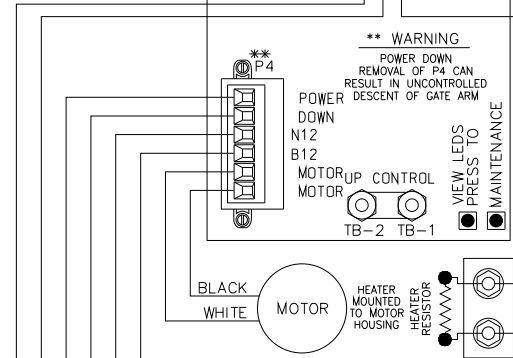 ** WARNING
POWER DOWN
REMOVAL OF P4 CAN
RESULT IN UNCONTROLLED
DESCENT OF GATE ARM
**
P4
POWER
DOWN
N12
B12
MOTOR
MOTOR
UP CONTROL
TB-2 TB-1
VIEW LEDS
PRESS TO
MAINTENANCE
BLACK
WHITE
MOTOR
HEATER
MOUNTED
TO MOTOR
HOUSING
HEATER
RESISTOR